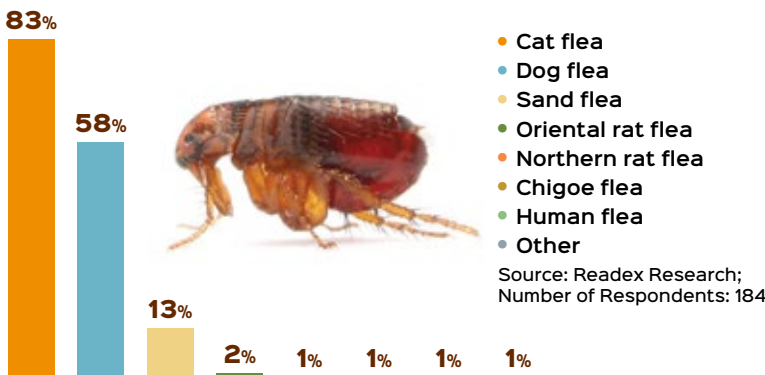 83%
58%
13%
2%
1%
1%
1%
1%
Cat flea
Dog flea
Sand flea
Oriental rat flea
Northern rat flea
Chigoe flea
Human flea
Other
Source: Readex Research;
Number of Respondents: 184